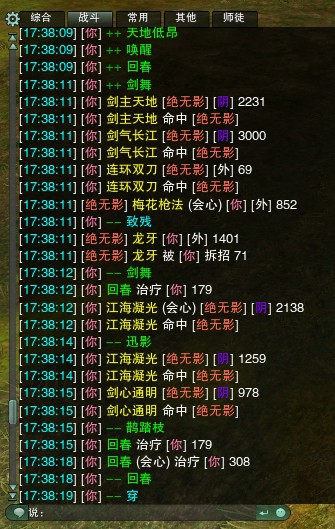 综合 战斗 常用 其他 师徒
[17:38:09] [你] ++ 天地低昂
[17:38:09] [你] ++ 唤醒
[17:38:09] [你] ++ 回春
[17:38:11] [你] ++ 剑舞
[17:38:11] [你] 剑主天地 [绝无影] [阴] 2231
[17:38:11] [你] 剑主天地 命中 [绝无影]
[17:38:11] [你] 剑气长江 [绝无影] [阴] 3000
[17:38:11] [你] 剑气长江 命中 [绝无影]
[17:38:11] [你] 连环双刀 [绝无影] [外] 69
[17:38:11] [你] 连环双刀 命中 [绝无影]
[17:38:11] [绝无影] 梅花枪法 (会心) [你] [外] 852
[17:38:11] [你] -- 致残
[17:38:11] [绝无影] 龙牙 [你] [外] 1401
[17:38:11] [绝无影] 龙牙 被 [你] 拆招 71
[17:38:12] [你] -- 剑舞
[17:38:12] [你] 回春 治疗 [你] 179
[17:38:12] [你] 江海凝光 (会心) [绝无影] [阴] 2138
[17:38:12] [你] 江海凝光 命中 [绝无影]
[17:38:14] [你] -- 迅影
[17:38:14] [你] 江海凝光 [绝无影] [阴] 1259
[17:38:14] [你] 江海凝光 命中 [绝无影]
[17:38:15] [你] 剑心通明 [绝无影] [阴] 978
[17:38:15] [你] 剑心通明 命中 [绝无影]
[17:38:15] [你] -- 鹊踏枝
[17:38:15] [你] 回春 治疗 [你] 179
[17:38:18] [你] 回春 (会心) 治疗 [你] 308
[17:38:18] [你] -- 回春
[17:38:19] [你] -- 穿
说: